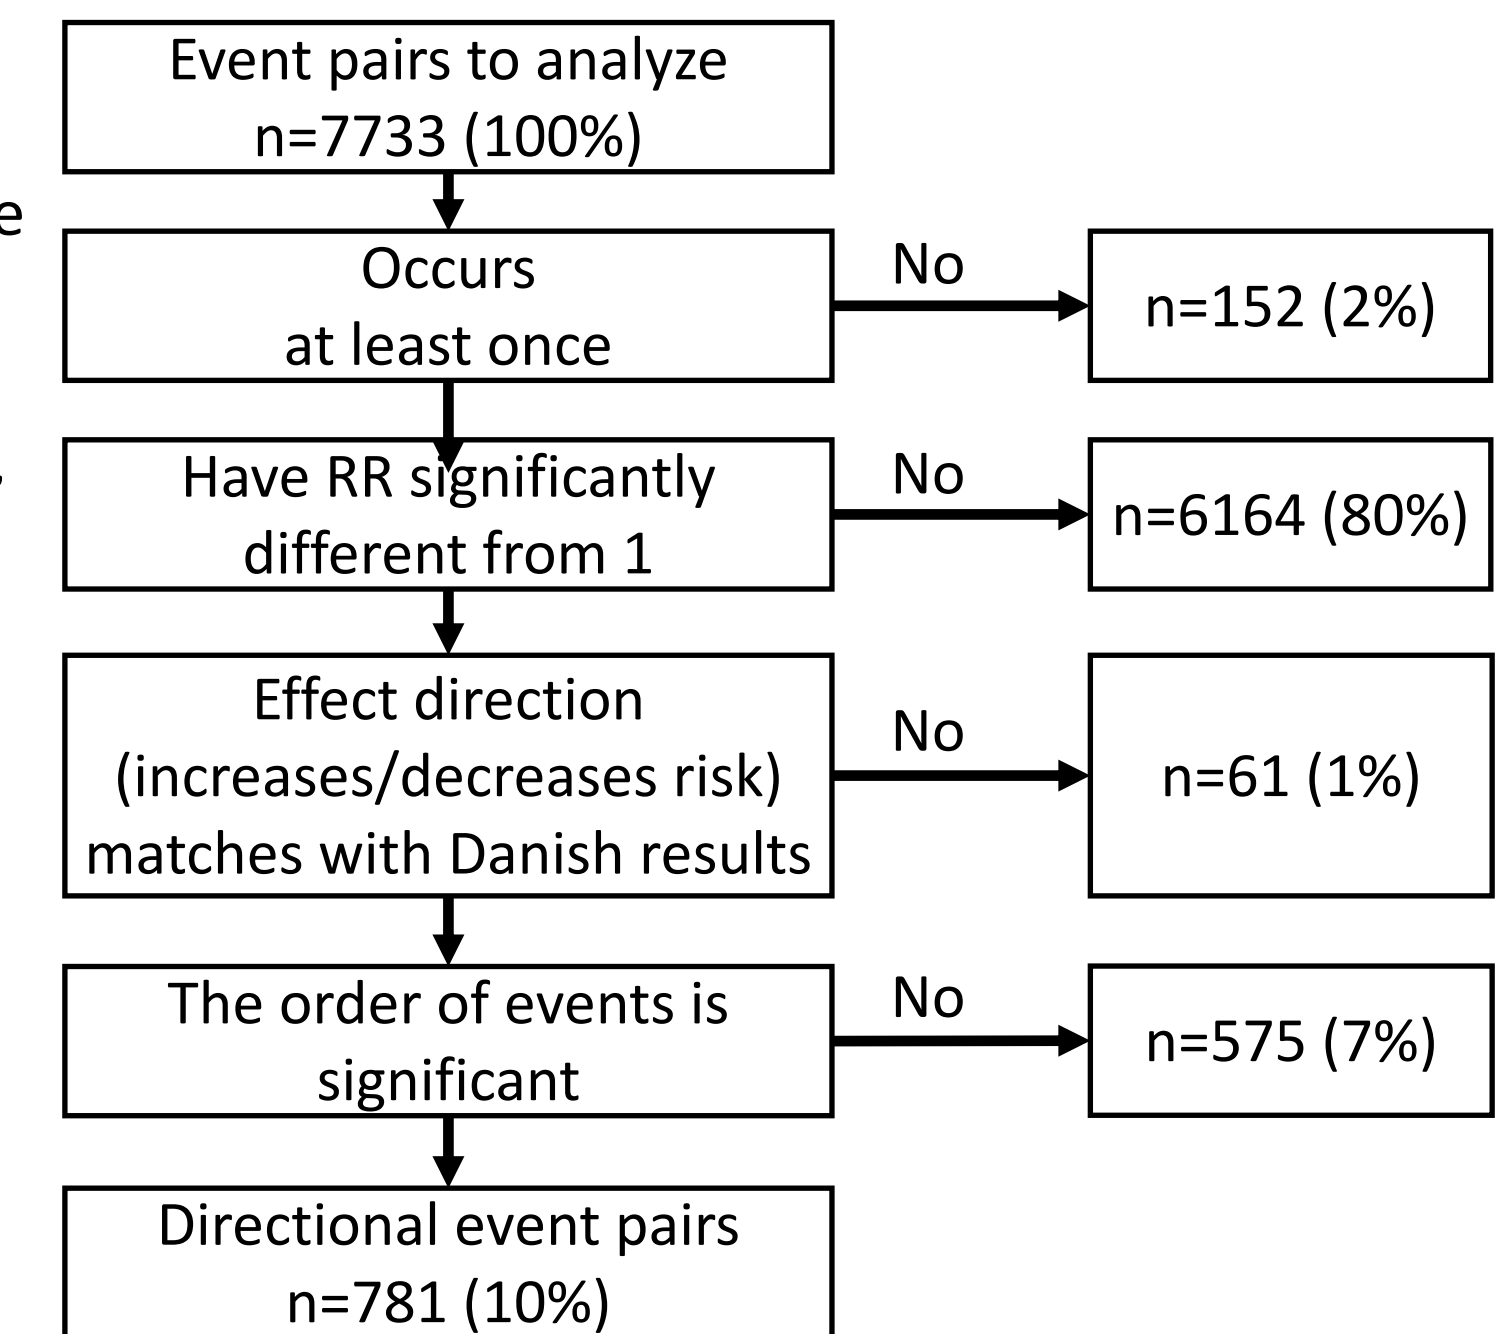 Event pairs to analyze
n=7733 (100%)
e
Occurs
at least once
No
n=152 (2%)
,
Have RR significantly
different from 1
No
n=6164 (80%)
Effect direction
(increases/decreases risk)
matches with Danish results
No
n=61 (1%)
The order of events is
significant
No
n=575 (7%)
Directional event pairs
n=781 (10%)